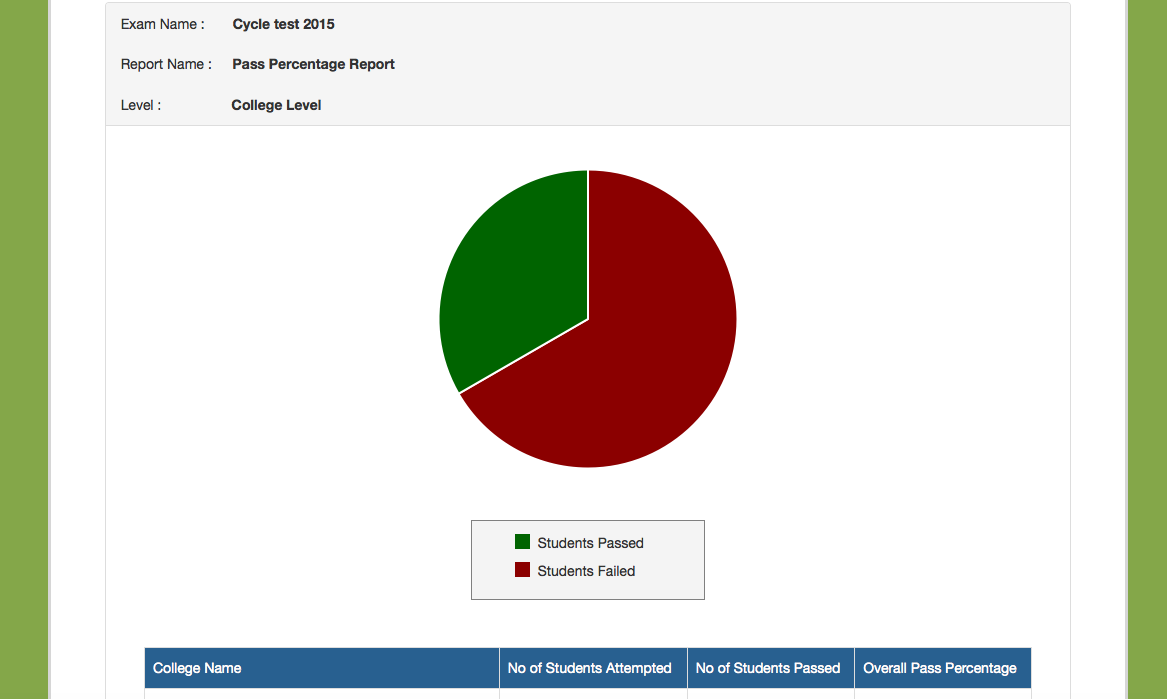 Exam Name : Cycle test 2015
Report Name : Pass Percentage Report
Level : College Level
Students Passed
Students Failed
College Name No of Students Attempted No of Students Passed Overall Pass Percentage